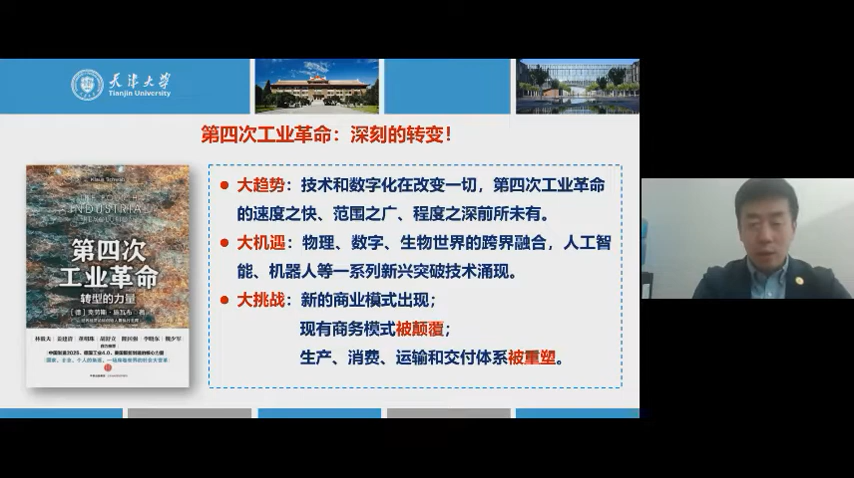 天津大学
Tianjin University
第四次工业革命：深刻的转变！
Klaus Schwab
第四次
工业革命
转型的力量
大趋势：技术和数字化在改变一切，第四次工业革命
的速度之快、范围之广、程度之深前所未有。
大机遇：物理、数字、生物世界的跨界融合，人工智
能、机器人等一系列新兴突破技术涌现。
大挑战：新的商业模式出现；
现有商务模式被颠覆；
生产、消费、运输和交付体系被重塑。